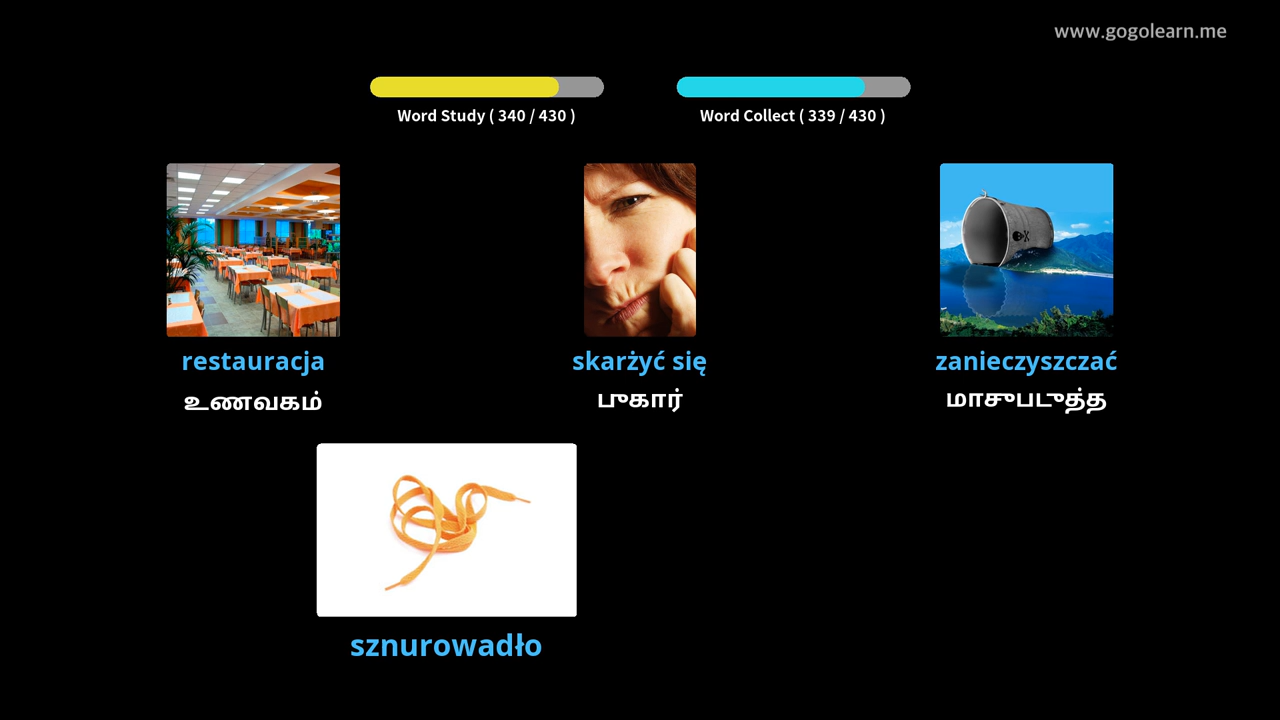 www.gogolearn.me
Word Study ( 340 / 430 )
Word Collect ( 339 / 430 )
restauracja
skarżyć się
zanieczyszczać
உணவகம்
புகார்
மாசுபடுத்த
sznurowadło